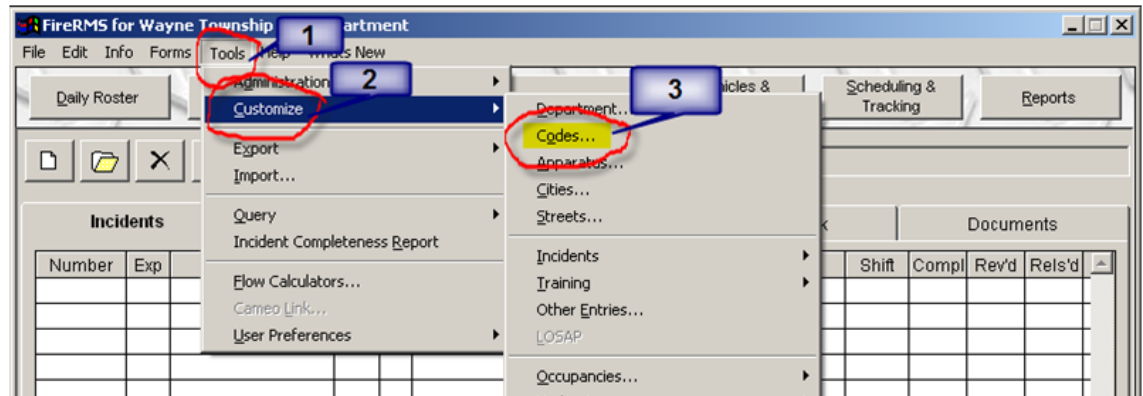 FireRMS for Wayne Township artment
1
File Edit Info Forms Tools Help What's New
Administration
2
3
icles &
Daily Roster
Scheduling &
Tracking
Reports
Customize
Department...
Codes...
Export
Apparatus...
Import...
Cities...
Incidents
Query
Streets...
Documents
Incident Completeness Report
Number Exp
Incidents
Shift Compl Rev'd Rels'd
Flow Calculators...
Training
Cameo Link...
Other Entries...
User Preferences
LOSAP
Occupancies...